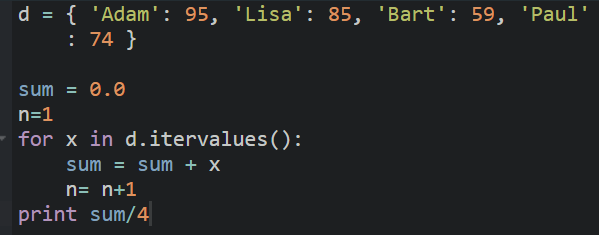 d = { 'Adam': 95, 'Lisa': 85, 'Bart': 59, 'Paul'
    : 74 }

sum = 0.0
n=1
for x in d.itervalues():
    sum = sum + x
    n= n+1
print sum/4